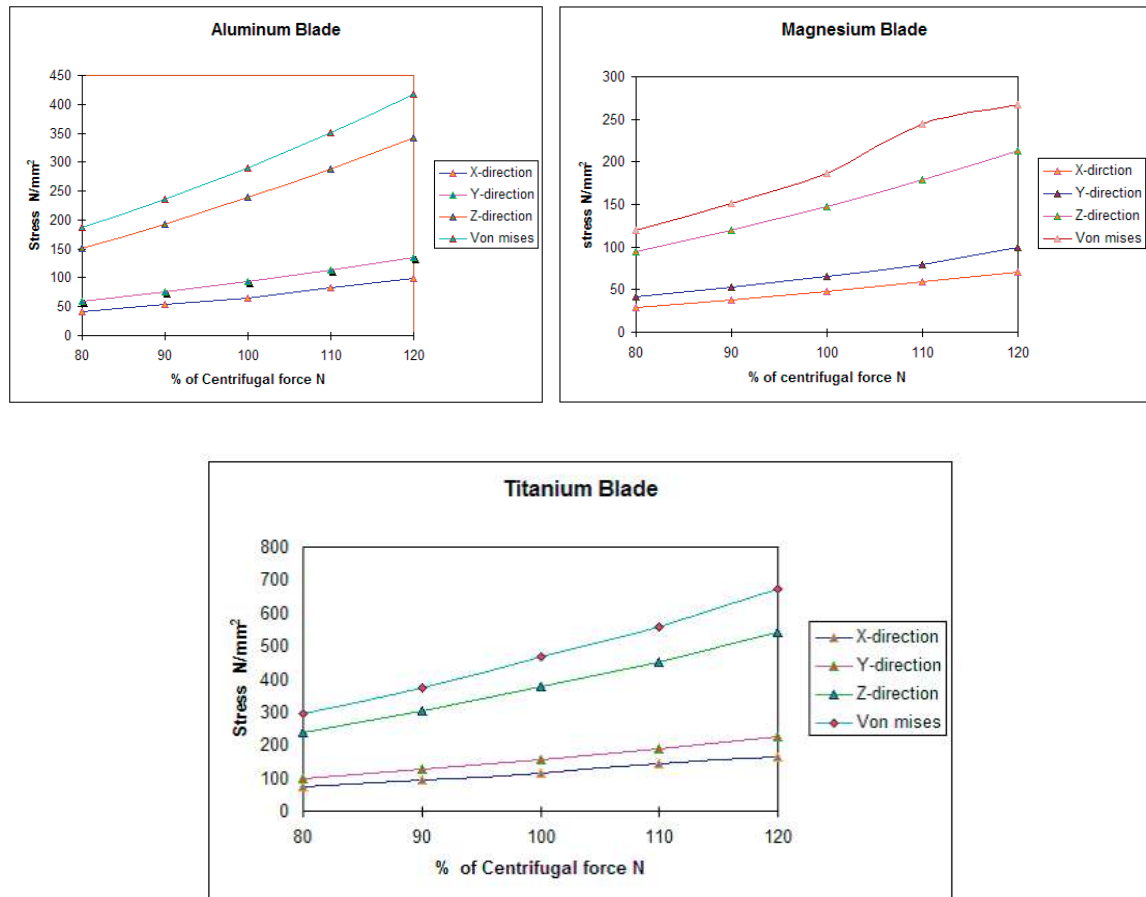 Aluminum Blade
Stress N/mm²
450
400
350
300
250
200
150
100
50
0
80 90 100 110 120
% of Centrifugal force N
X-direction
Y-direction
Z-direction
Von mises
Magnesium Blade
stress N/mm²
300
250
200
150
100
50
0
80 90 100 110 120
% of centrifugal force N
X-dirction
Y-direction
Z-direction
Von mises
Titanium Blade
Stress N/mm²
800
700
600
500
400
300
200
100
0
80 90 100 110 120
% of Centrifugal force N
X-direction
Y-direction
Z-direction
Von mises